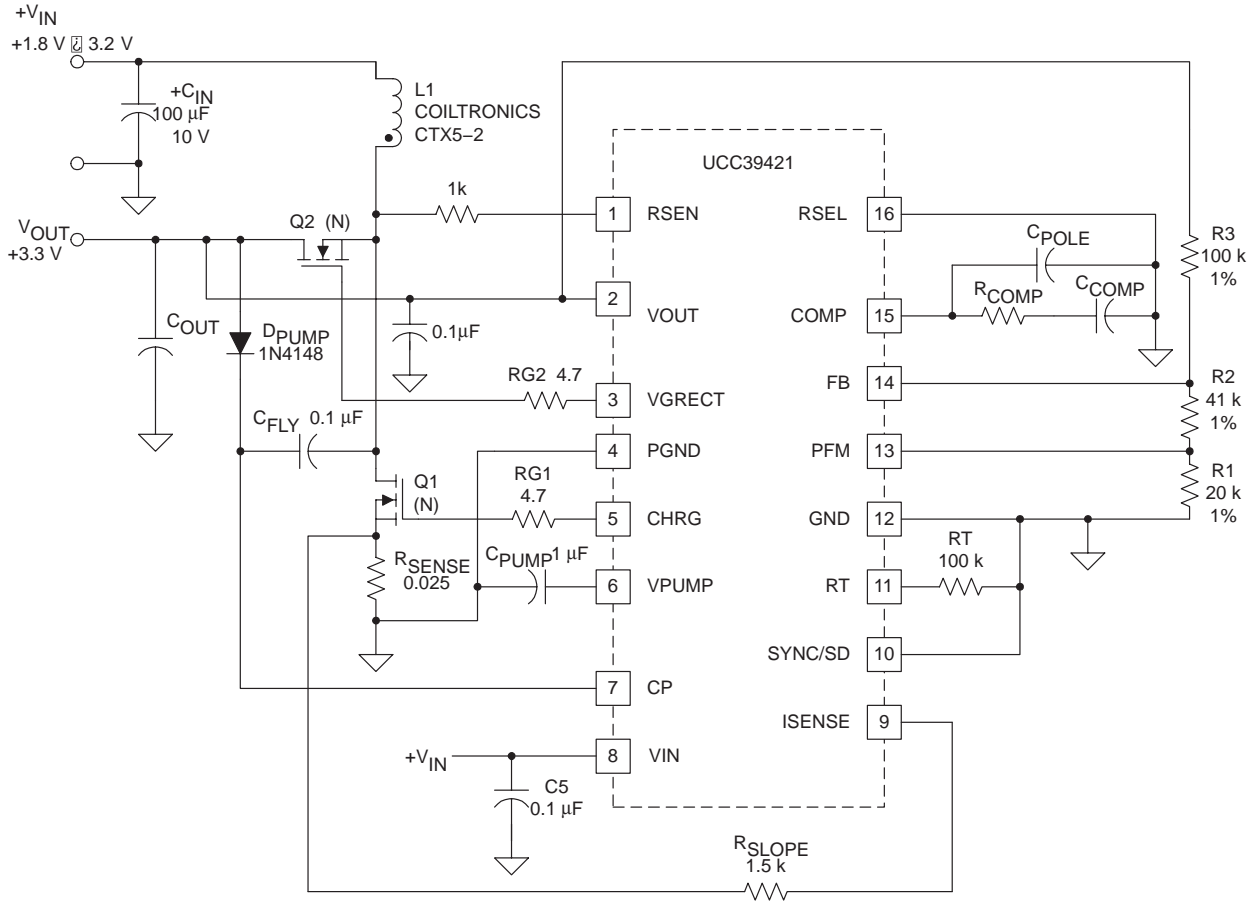 +VIN
+1.8 V ⍰ 3.2 V
+CIN
100 μF
10 V
L1
COILTRONICS
CTX5–2
UCC39421
1k
1
RSEN
RSEL
16
Q2 (N)
VOUT
+3.3 V
CPOLE
R3
100 k
1%
RCOMP
CCOMP
2
VOUT
COMP
15
COUT
DPUMP
1N4148
0.1μF
RG2 4.7
3
VGRECT
FB
14
R2
41 k
1%
CFLY 0.1 μF
4
PGND
PFM
13
Q1
(N)
RG1
4.7
R1
20 k
1%
5
CHRG
GND
12
RSENSE
0.025
CPUMP 1 μF
6
VPUMP
RT
11
RT
100 k
SYNC/SD
10
7
CP
ISENSE
9
+VIN
8
VIN
C5
0.1 μF
RSLOPE
1.5 k